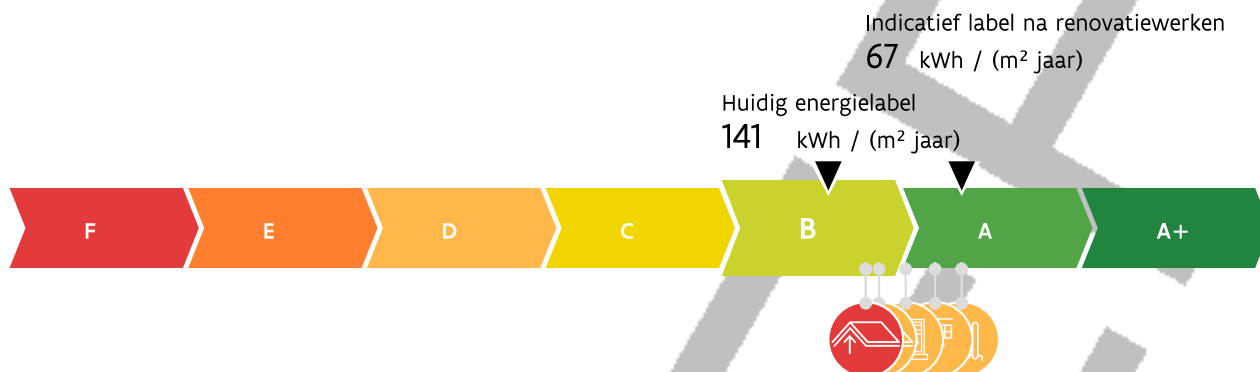 Indicatief label na renovatiewerken
67 kWh / (m² jaar)
Huidig energielabel
141 kWh / (m² jaar)
F E D C B A A+